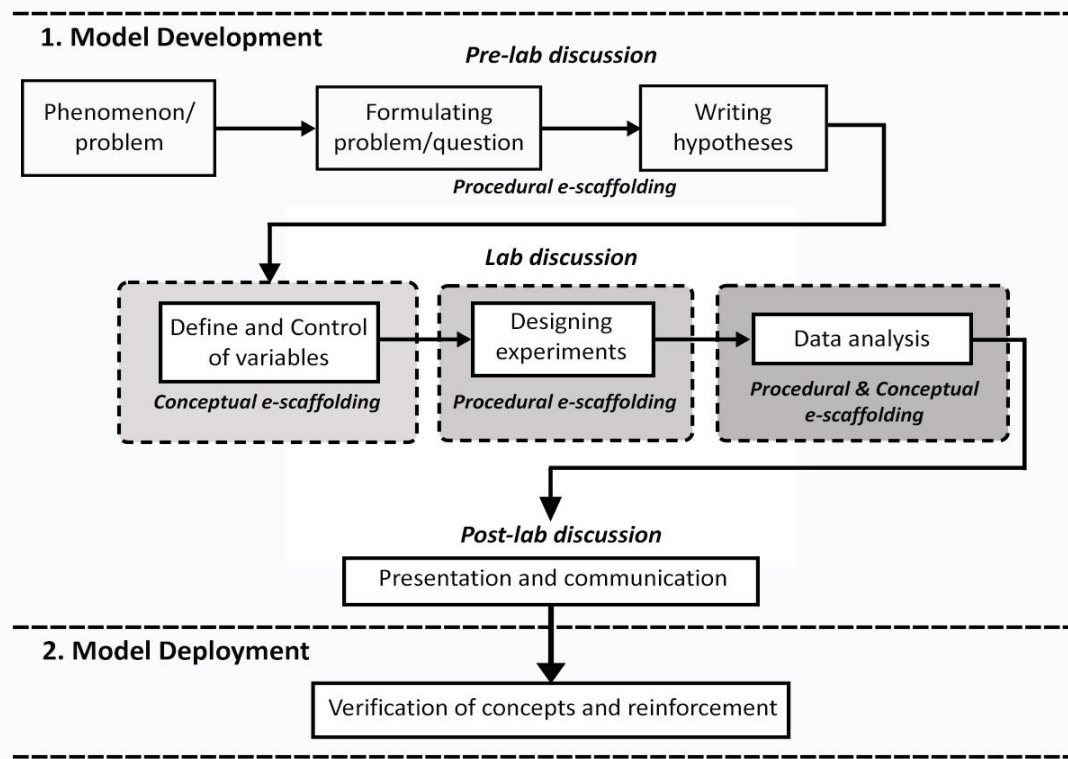 1. Model Development
Pre-lab discussion
Phenomenon/
problem
Formulating
problem/question
Writing
hypotheses
Procedural e-scaffolding
Lab discussion
Define and Control
of variables
Conceptual e-scaffolding
Designing
experiments
Procedural e-scaffolding
Data analysis
Procedural & Conceptual
e-scaffolding
Post-lab discussion
Presentation and communication
2. Model Deployment
Verification of concepts and reinforcement